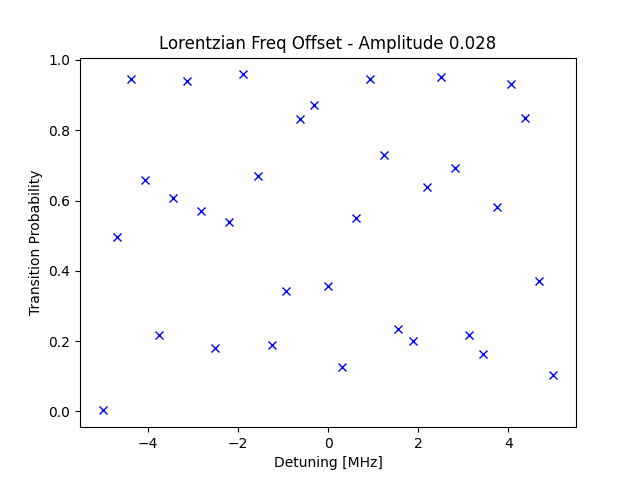 Lorentzian Freq Offset - Amplitude 0.028
1.0
0.8
0.6
0.4
0.2
0.0
Transition Probability
−4 −2 0 2 4
Detuning [MHz]